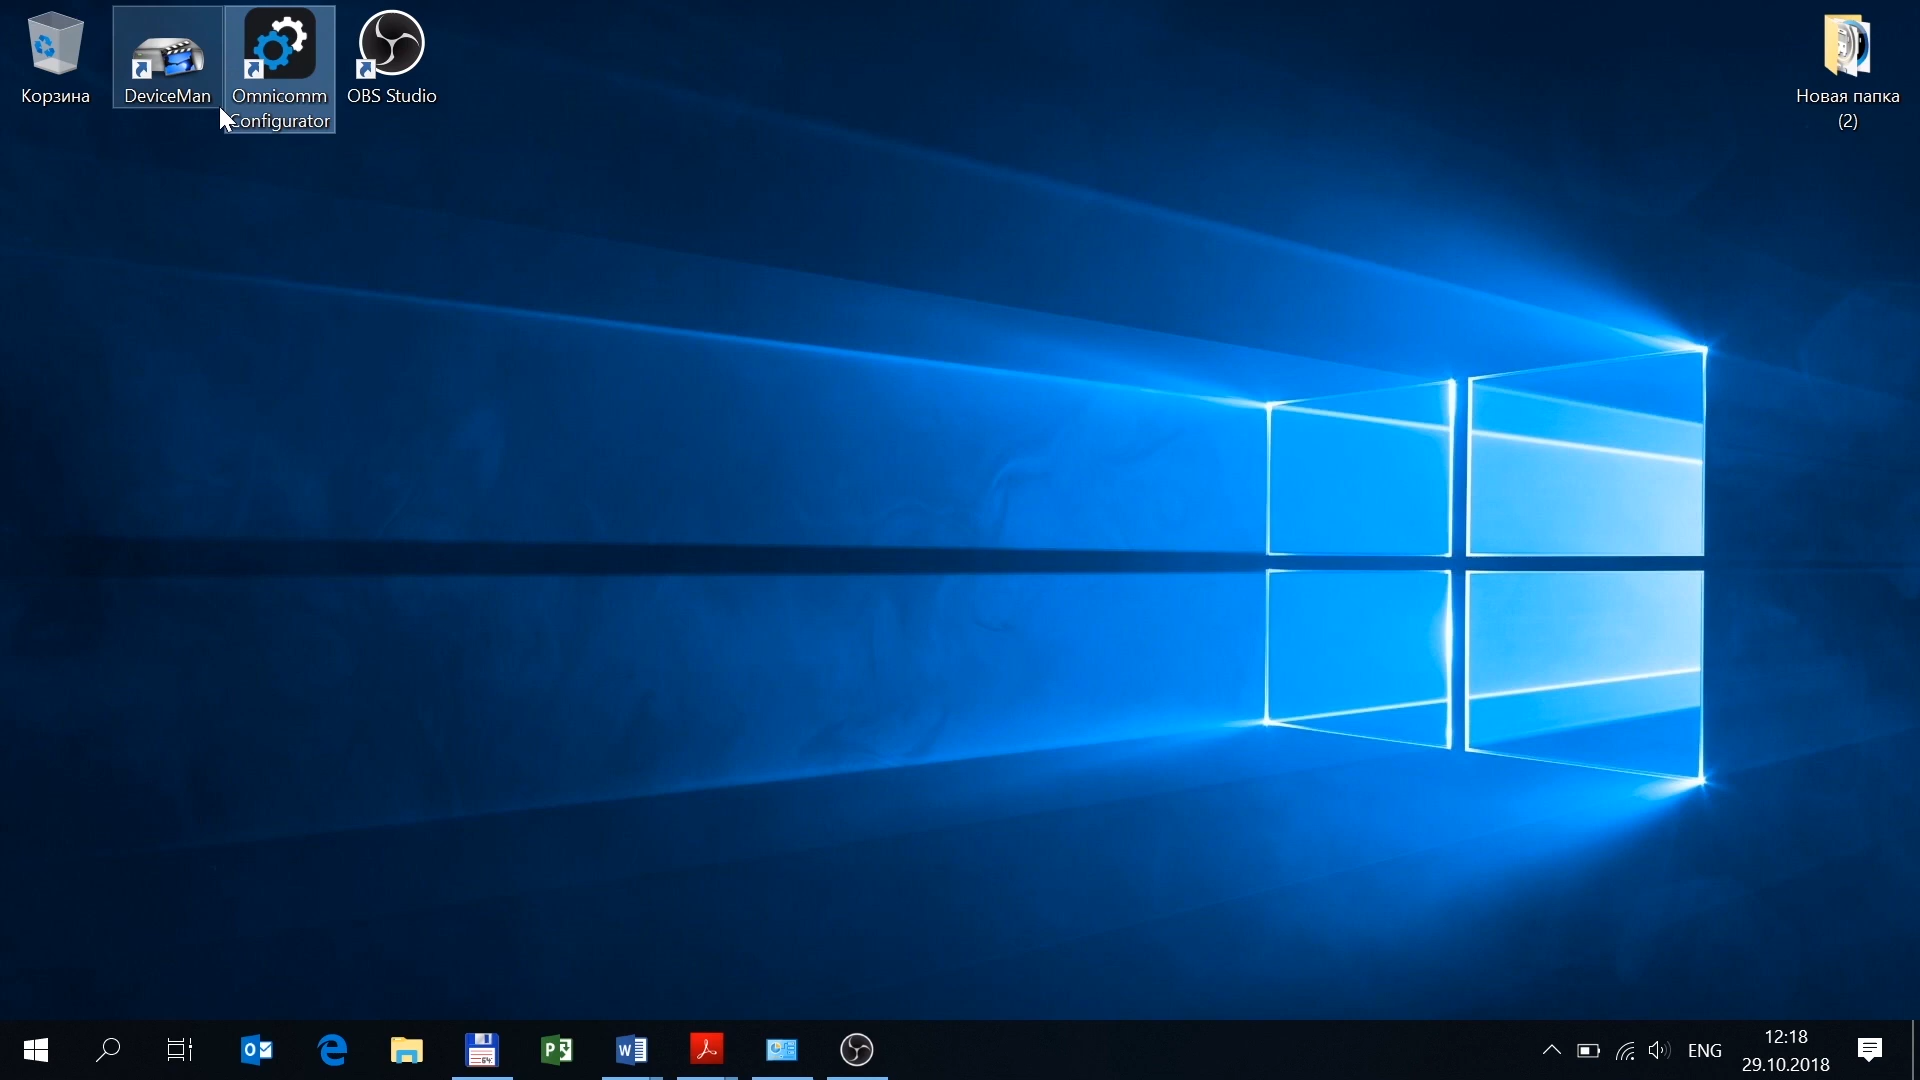 Корзина
DeviceMan
Omnicomm
Configurator
OBS Studio
Новая папка
(2)
ENG
12:18
29.10.2018